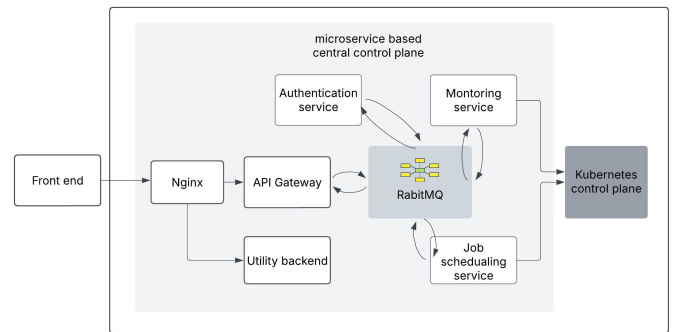 microservice based
central control plane
Authentication
service
Montoring
service
Front end
Nginx
API Gateway
RabitMQ
Kubernetes
control plane
Utility backend
Job
schedualing
service